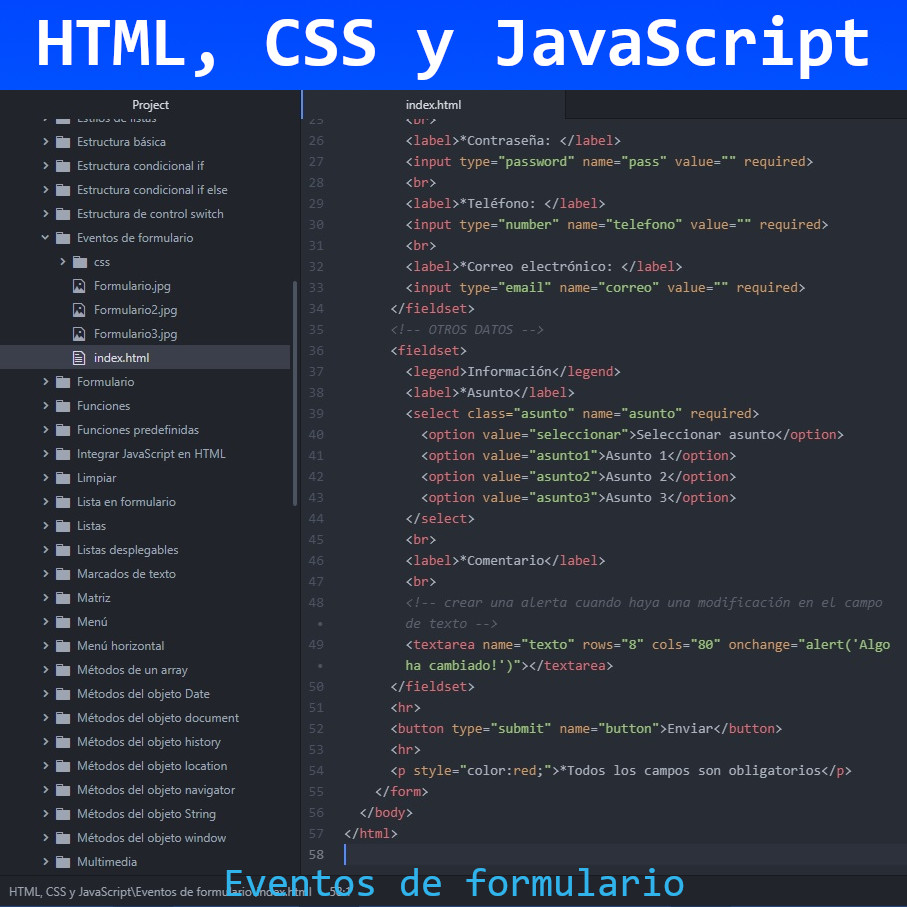 HTML, CSS y JavaScript
Project
Estilos de listas
Estructura básica
Estructura condicional if
Estructura condicional if else
Estructura de control switch
Eventos de formulario
css
Formulario.jpg
Formulario2.jpg
Formulario3.jpg
index.html
Formulario
Funciones
Funciones predefinidas
Integrar JavaScript en HTML
Limpiar
Lista en formulario
Listas
Listas desplegables
Marcados de texto
Matriz
Menú
Menú horizontal
Métodos de un array
Métodos del objeto Date
Métodos del objeto document
Métodos del objeto history
Métodos del objeto location
Métodos del objeto navigator
Métodos del objeto String
Métodos del objeto window
Multimedia
index.html
25 <br>
26 <label>*Contraseña: </label>
27 <input type="password" name="pass" value="" required>
28 <br>
29 <label>*Teléfono: </label>
30 <input type="number" name="telefono" value="" required>
31 <br>
32 <label>*Correo electrónico: </label>
33 <input type="email" name="correo" value="" required>
34 </fieldset>
35 <!-- OTROS DATOS -->
36 <fieldset>
37 <legend>Información</legend>
38 <label>*Asunto</label>
39 <select class="asunto" name="asunto" required>
40 <option value="seleccionar">Seleccionar asunto</option>
41 <option value="asunto1">Asunto 1</option>
42 <option value="asunto2">Asunto 2</option>
43 <option value="asunto3">Asunto 3</option>
44 </select>
45 <br>
46 <label>*Comentario</label>
47 <br>
48 <!-- crear una alerta cuando haya una modificación en el campo
• de texto -->
49 <textarea name="texto" rows="8" cols="80" onchange="alert('Algo
• ha cambiado!')"></textarea>
50 </fieldset>
51 <hr>
52 <button type="submit" name="button">Enviar</button>
53 <hr>
54 <p style="color:red;">*Todos los campos son obligatorios</p>
55 </form>
56 </body>
57 </html>
58
HTML, CSS y JavaScript\Eventos de formulario\index.html 58:1
Eventos de formulario